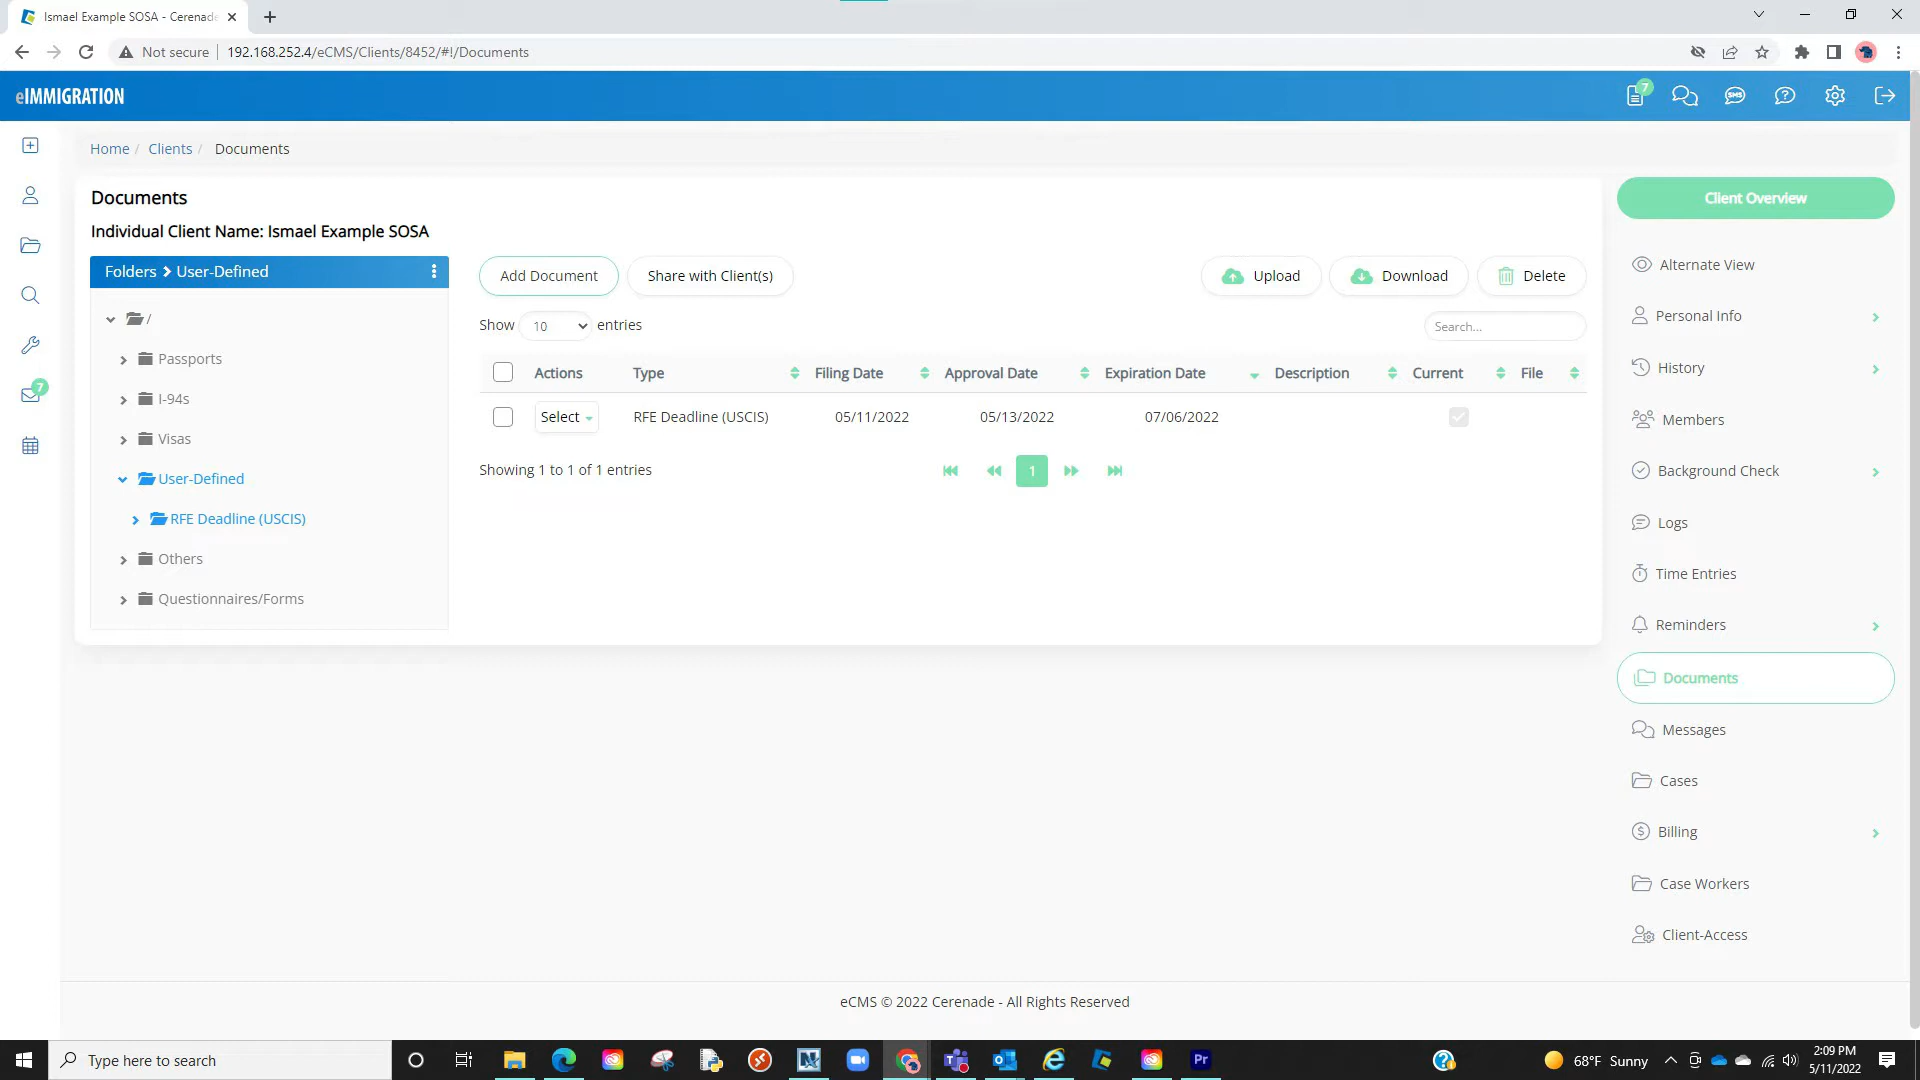 Ismael Example SOSA - Cerenade
Not secure
192.168.252.4/eCMS/Clients/8452/#!/Documents
eIMMIGRATION
7
SMS
Home / Clients / Documents
Documents
Individual Client Name: Ismael Example SOSA
Folders > User-Defined
/
Passports
I-94s
Visas
User-Defined
RFE Deadline (USCIS)
Others
Questionnaires/Forms
Add Document
Share with Client(s)
Upload
Download
Delete
Show 10 entries
Search...
Actions Type Filing Date Approval Date Expiration Date Description Current File
Select RFE Deadline (USCIS) 05/11/2022 05/13/2022 07/06/2022
Showing 1 to 1 of 1 entries
1
7
Client Overview
Alternate View
Personal Info
History
Members
Background Check
Logs
Time Entries
Reminders
Documents
Messages
Cases
Billing
Case Workers
Client-Access
eCMS © 2022 Cerenade - All Rights Reserved
Type here to search
Pr
68°F Sunny
2:09 PM
5/11/2022